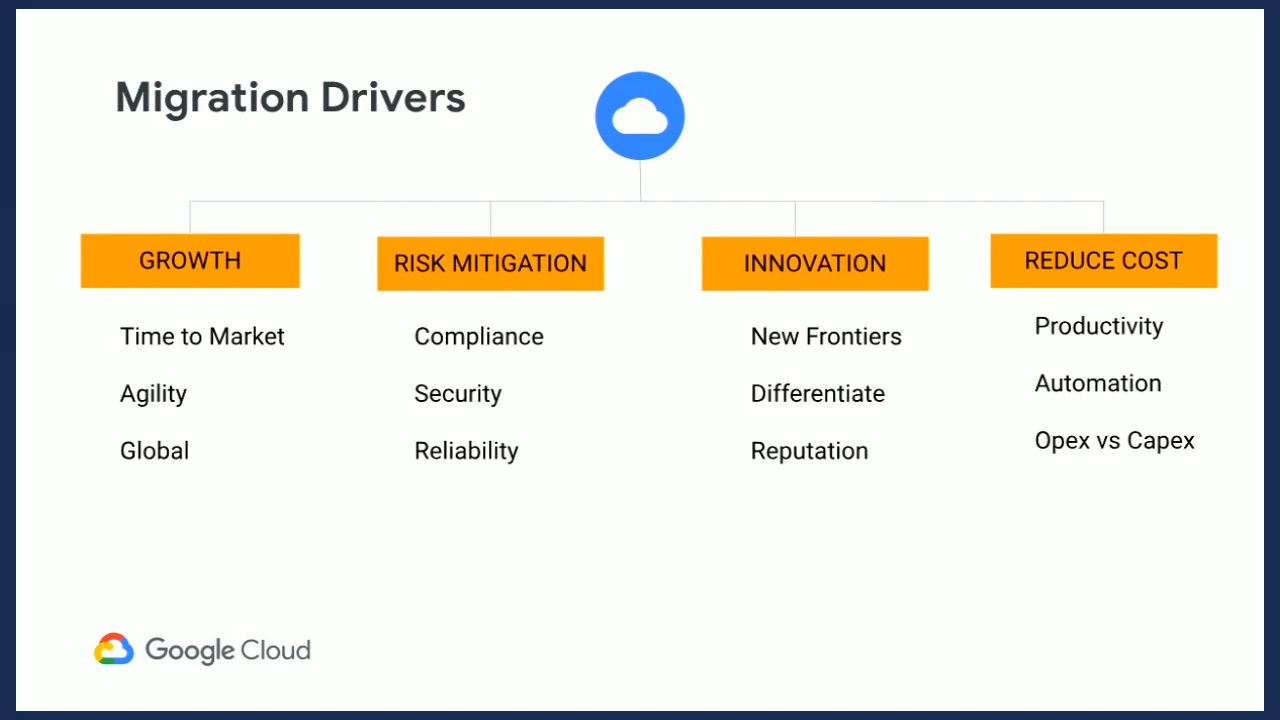 Migration Drivers
GROWTH
Time to Market
Agility
Global
RISK MITIGATION
Compliance
Security
Reliability
INNOVATION
New Frontiers
Differentiate
Reputation
REDUCE COST
Productivity
Automation
Opex vs Capex
Google Cloud